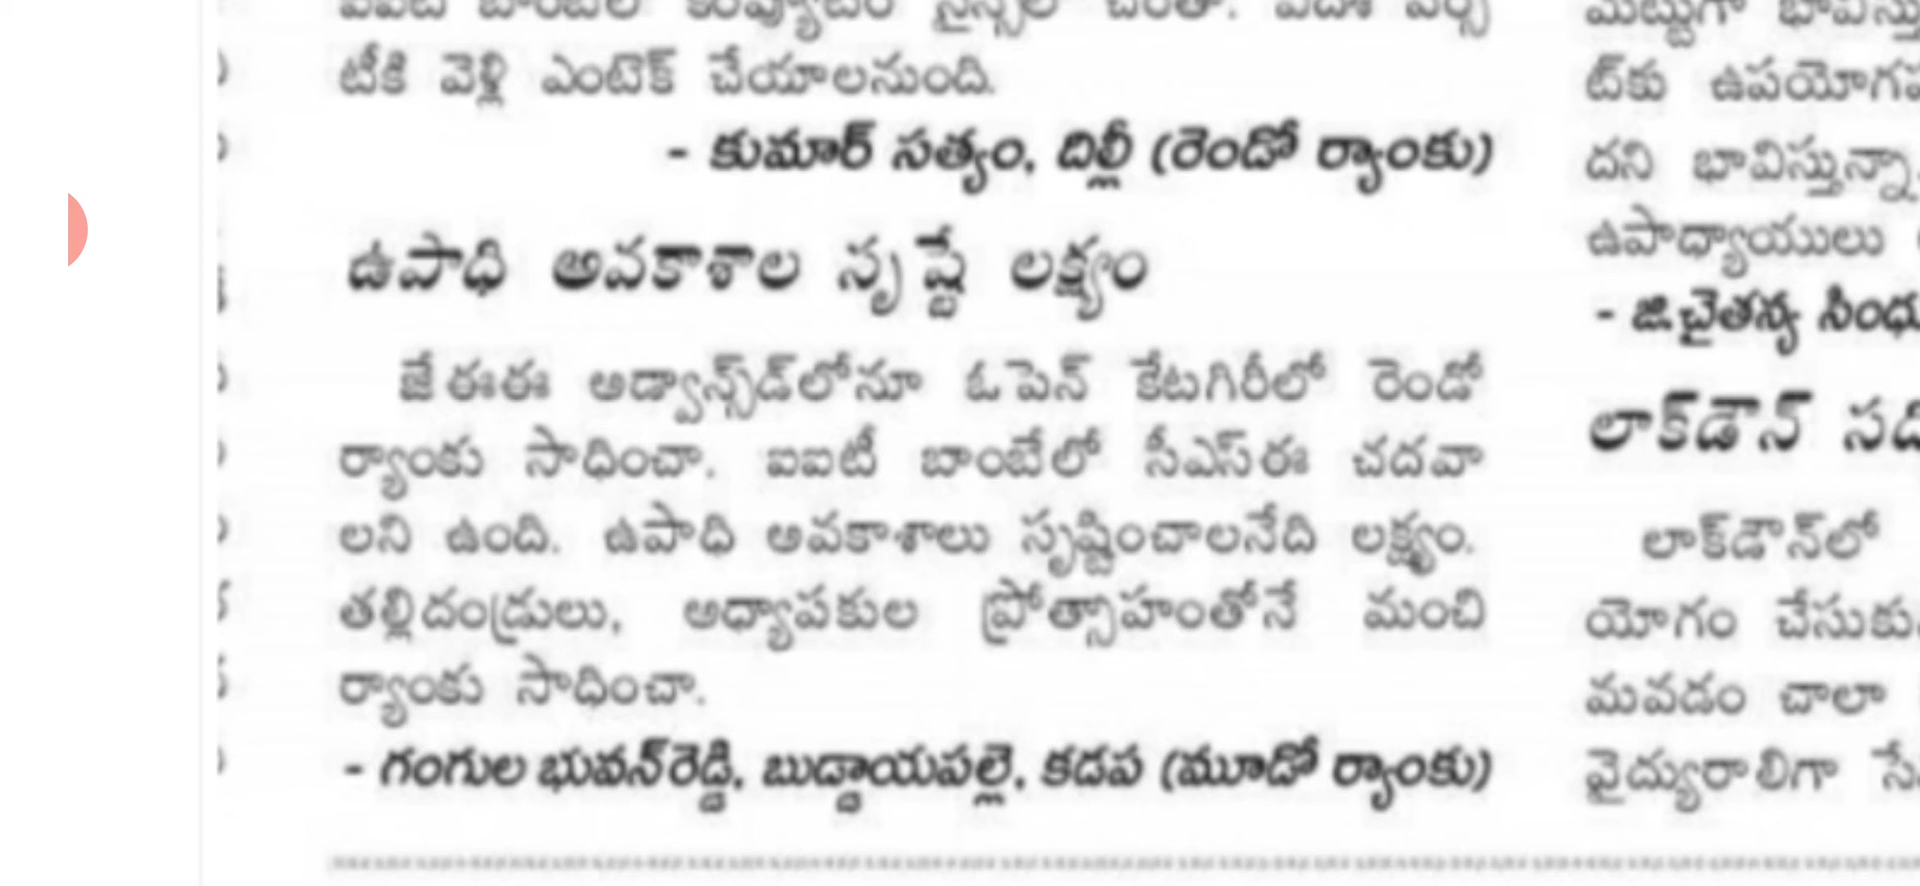 టీకి వెళ్లి ఎంటెక్ చేయాలనుంది.
- కుమార్ సత్యం, దిల్లీ (రెండో ర్యాంకు)
ఉపాధి అవకాశాల సృష్టే లక్ష్యం
జేఈఈ అడ్వాన్స్‌డ్‌లోనూ ఓపెన్ కేటగిరీలో రెండో
ర్యాంకు సాధించా. ఐఐటీ బాంబేలో సీఎస్ఈ చదవా
లని ఉంది. ఉపాధి అవకాశాలు సృష్టించాలనేది లక్ష్యం.
తల్లిదండ్రులు, అధ్యాపకుల ప్రోత్సాహంతోనే మంచి
ర్యాంకు సాధించా.
- గంగుల భువన్‌రెడ్డి, బుడ్డాయపల్లె, కడప (మూడో ర్యాంకు)
ట్‌కు
దని భావిస్తున్నా
ఉపాధ్యాయులు
- జి.చైతన్య సింధు
లాక్‌డౌన్
లాక్‌డౌన్‌లో
యోగం చేసుకు
మవడం చాలా
వైద్యురాలిగా